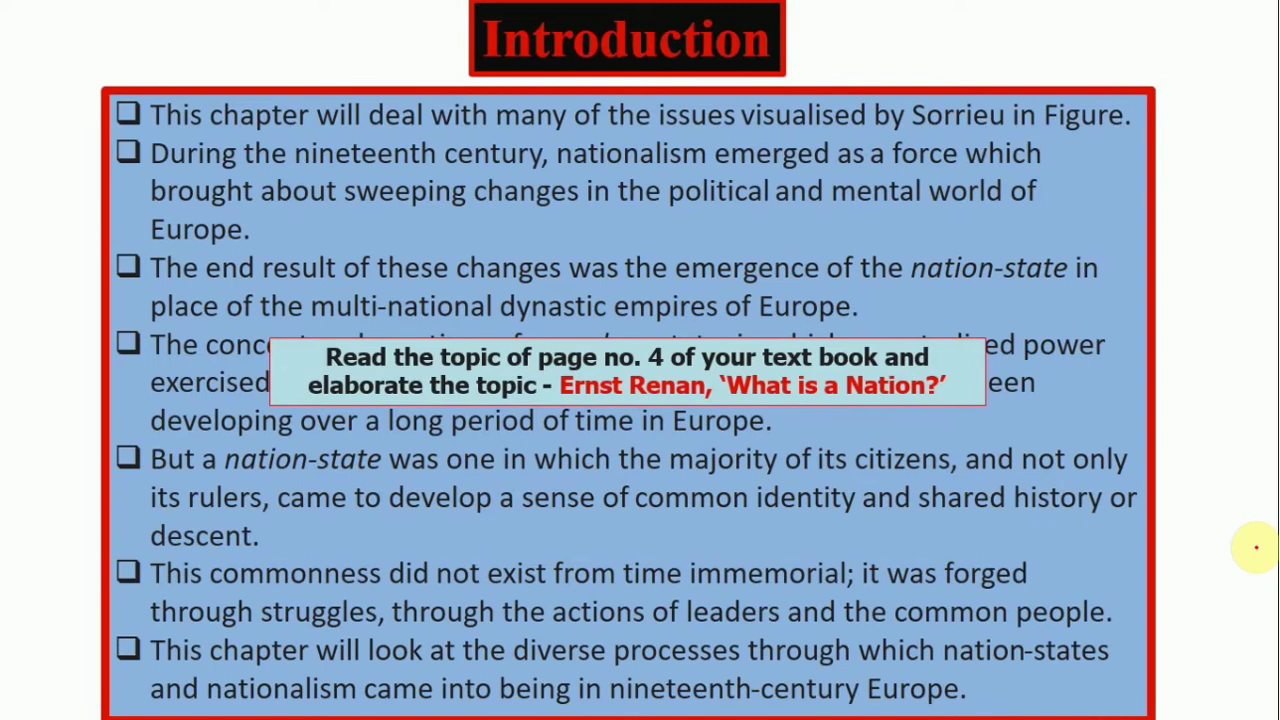 Introduction
❑ This chapter will deal with many of the issues visualised by Sorrieu in Figure.
❑ During the nineteenth century, nationalism emerged as a force which
brought about sweeping changes in the political and mental world of
Europe.
❑ The end result of these changes was the emergence of the nation-state in
place of the multi-national dynastic empires of Europe.
❑ The power
exercised
Read the topic of page no. 4 of your text book and
elaborate the topic - Ernst Renan, ‘What is a Nation?’
developing over a long period of time in Europe.
❑ But a nation-state was one in which the majority of its citizens, and not only
its rulers, came to develop a sense of common identity and shared history or
descent.
❑ This commonness did not exist from time immemorial; it was forged
through struggles, through the actions of leaders and the common people.
❑ This chapter will look at the diverse processes through which nation-states
and nationalism came into being in nineteenth-century Europe.